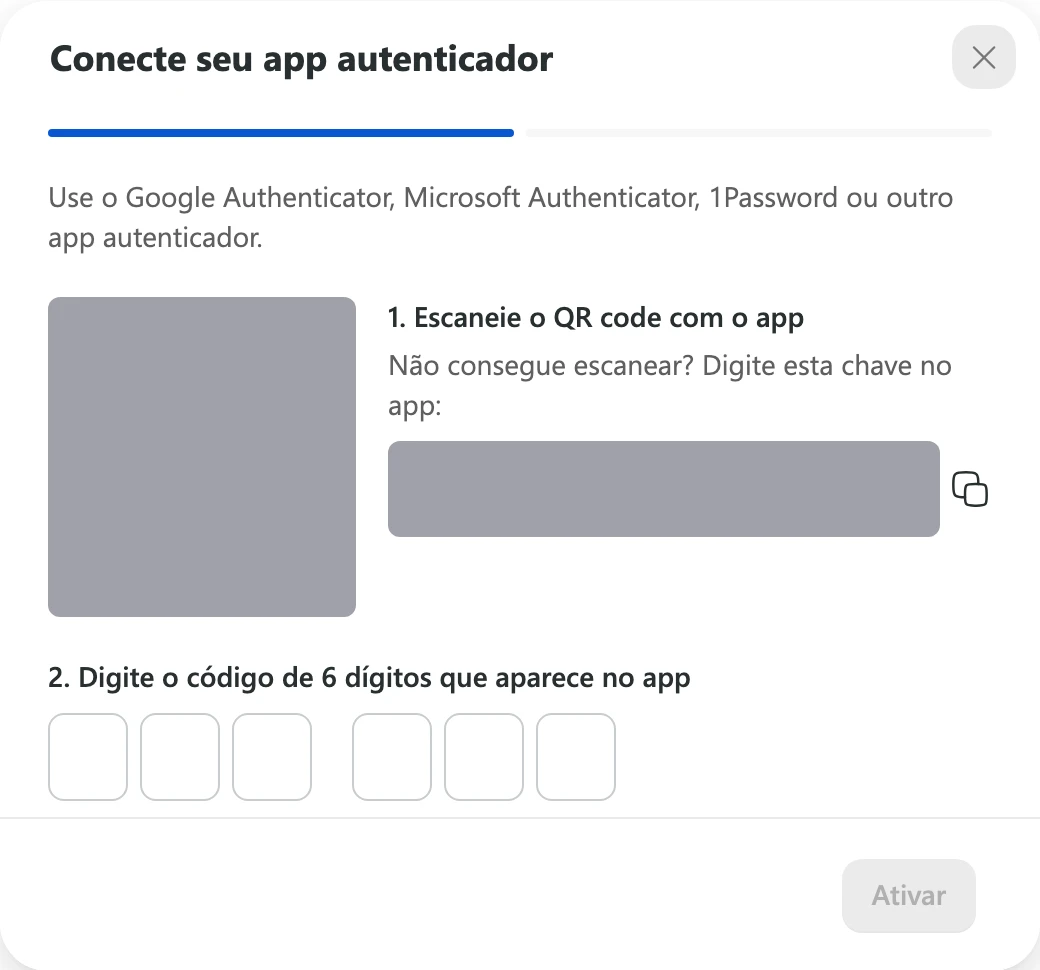 Conecte seu app autenticador
Use o Google Authenticator, Microsoft Authenticator, 1Password ou outro
app autenticador.
1. Escaneie o QR code com o app
Não consegue escanear? Digite esta chave no
app:
2. Digite o código de 6 dígitos que aparece no app
Ativar